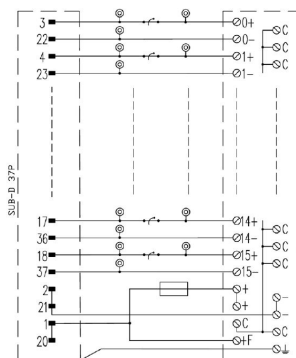 3 0+ C
22 0- C
4 1+ C
23 1-
SUB-D 37P
17 14+
36 14- C
18 15+ C
37 15- C
2 +
21 + -
1 C -
C
20 +F